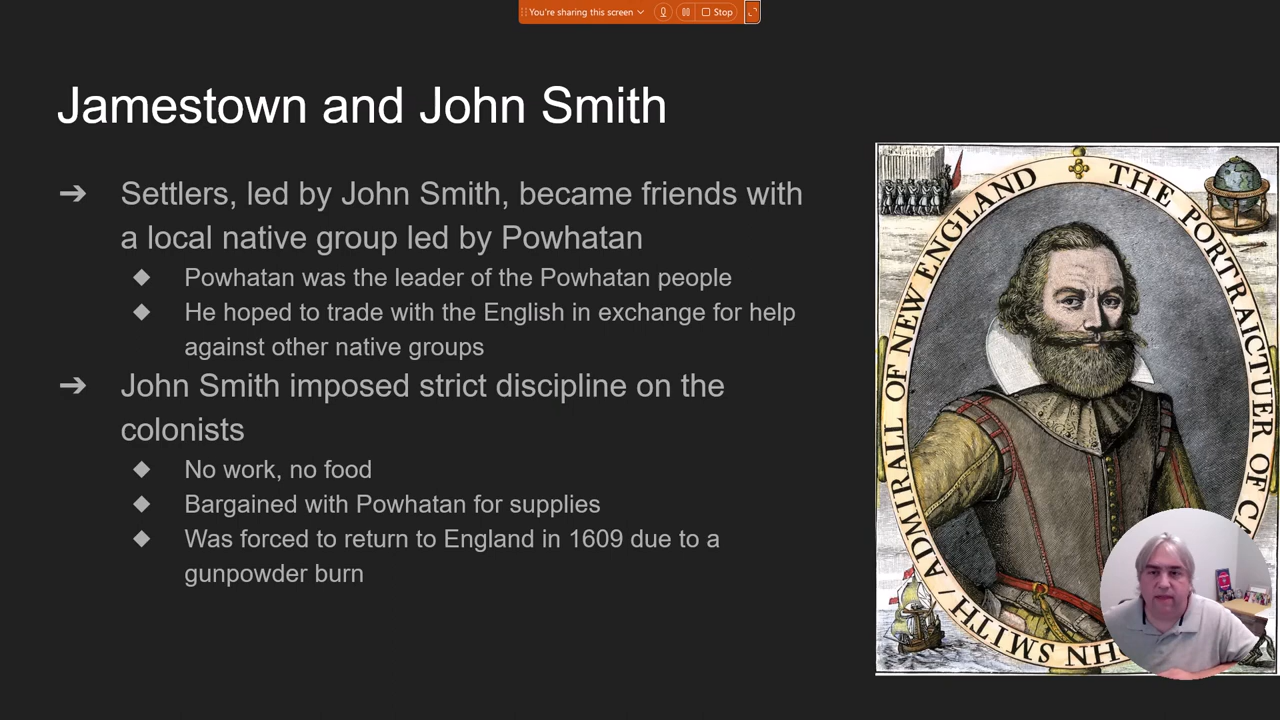 You're sharing this screen
Stop
Jamestown and John Smith
➔ Settlers, led by John Smith, became friends with
a local native group led by Powhatan
◆ Powhatan was the leader of the Powhatan people
◆ He hoped to trade with the English in exchange for help
against other native groups
➔ John Smith imposed strict discipline on the
colonists
◆ No work, no food
◆ Bargained with Powhatan for supplies
◆ Was forced to return to England in 1609 due to a
gunpowder burn
THE PORTRAICTUER OF
HN SMITH / ADMIRALL OF NEW ENGLAND